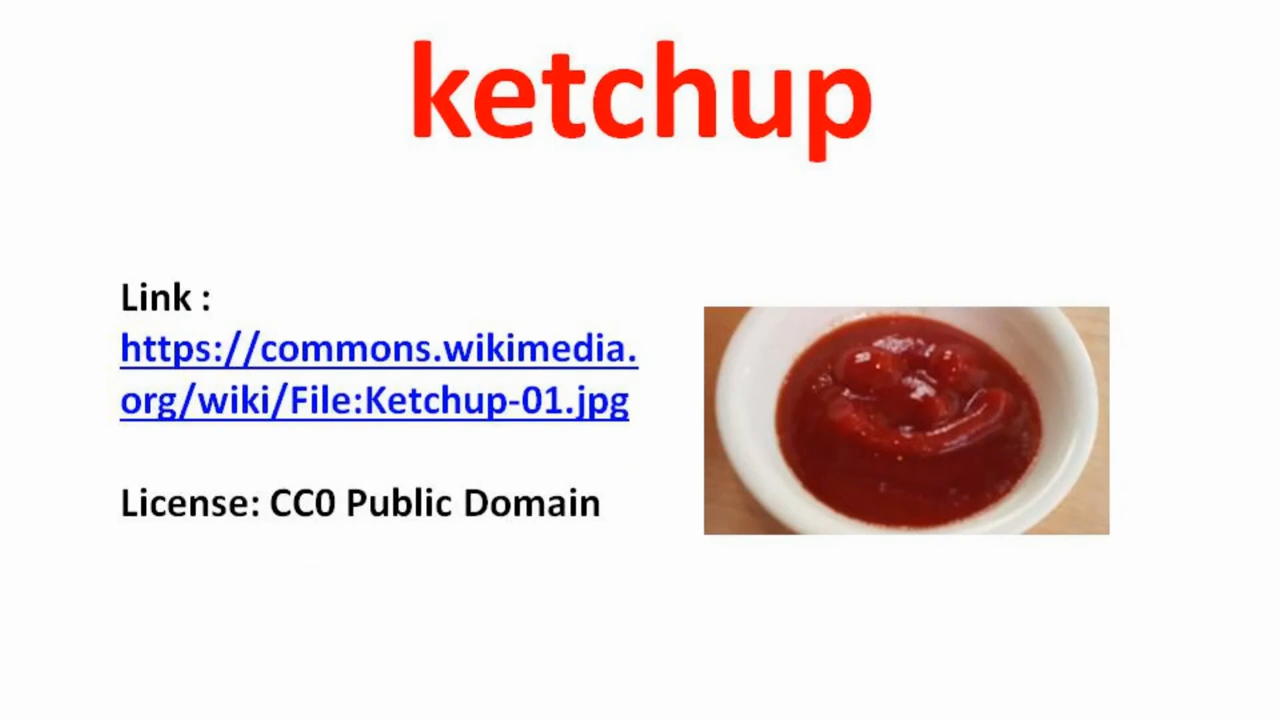 ketchup
Link :
https://commons.wikimedia.
org/wiki/File:Ketchup-01.jpg
License: CC0 Public Domain